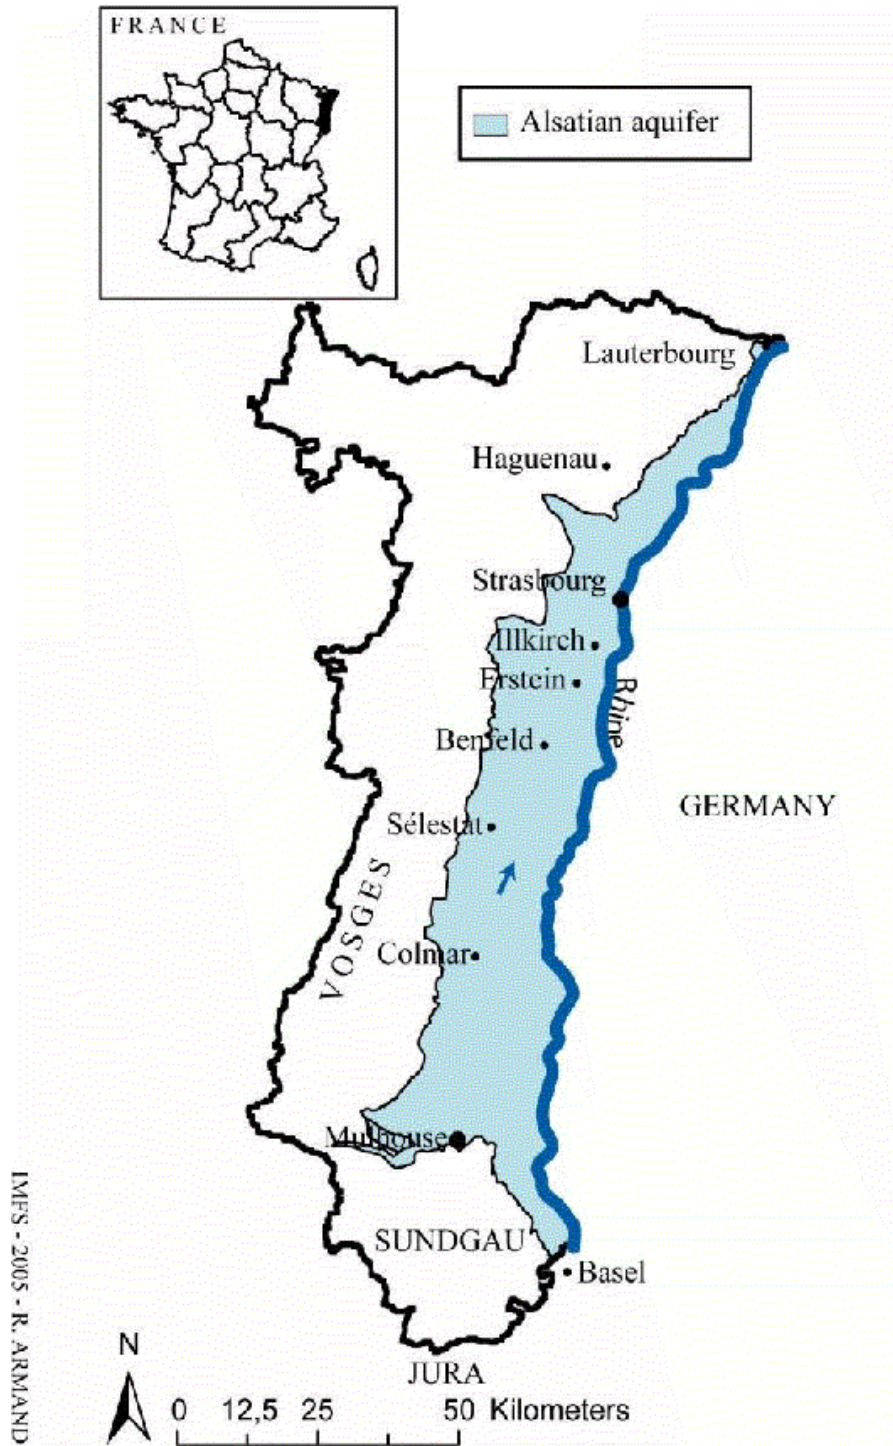 FRANCE
Alsatian aquifer
Lauterbourg
Haguenau
Strasbourg
Illkirch
Erstein
Rhine
Benfeld
GERMANY
Sélestat
VOSGES
Colmar
Mulhouse
SUNDGAU
Basel
JURA
N
0 12,5 25 50 Kilometers
IMFS - 2005 - R. ARMAND